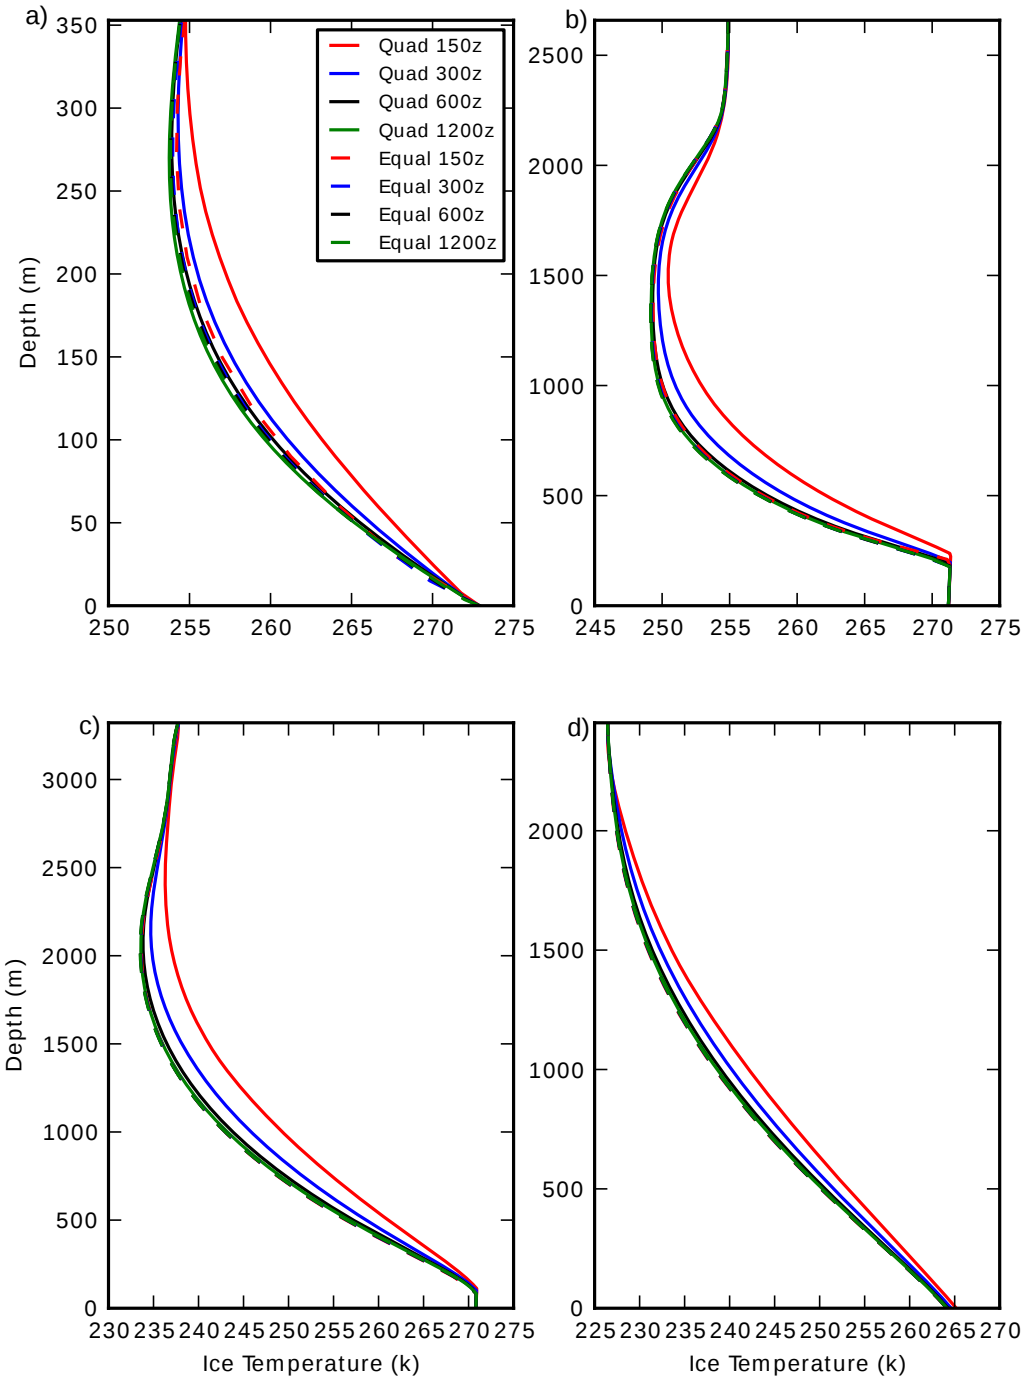 a)
350
300
250
200
150
100
50
0
Depth (m)
250 255 260 265 270 275
Quad 150z
Quad 300z
Quad 600z
Quad 1200z
Equal 150z
Equal 300z
Equal 600z
Equal 1200z
b)
2500
2000
1500
1000
500
0
245 250 255 260 265 270 275
c)
3000
2500
2000
1500
1000
500
0
Depth (m)
230 235 240 245 250 255 260 265 270 275
Ice Temperature (k)
d)
2000
1500
1000
500
0
225 230 235 240 245 250 255 260 265 270
Ice Temperature (k)